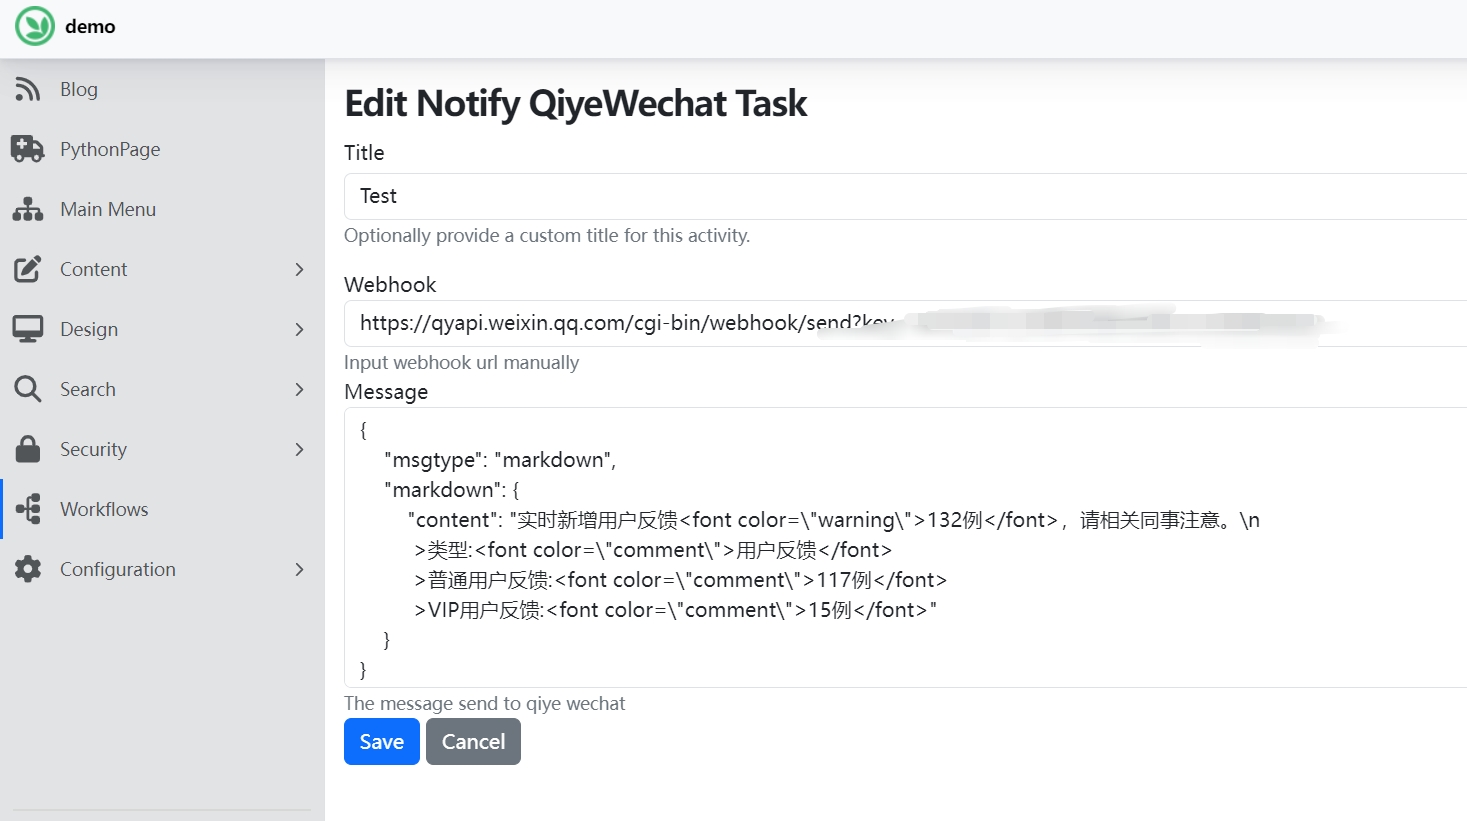 demo
Blog
PythonPage
Main Menu
Content
Design
Search
Security
Workflows
Configuration
Edit Notify QiyeWechat Task
Title
Test
Optionally provide a custom title for this activity.
Webhook
https://qyapi.weixin.qq.com/cgi-bin/webhook/send?key
Input webhook url manually
Message
{
"msgtype": "markdown",
"markdown": {
"content": "实时新增用户反馈<font color=\"warning\">132例</font>，请相关同事注意。\n
>类型:<font color=\"comment\">用户反馈</font>
>普通用户反馈:<font color=\"comment\">117例</font>
>VIP用户反馈:<font color=\"comment\">15例</font>"
}
}
The message send to qiye wechat
Save Cancel